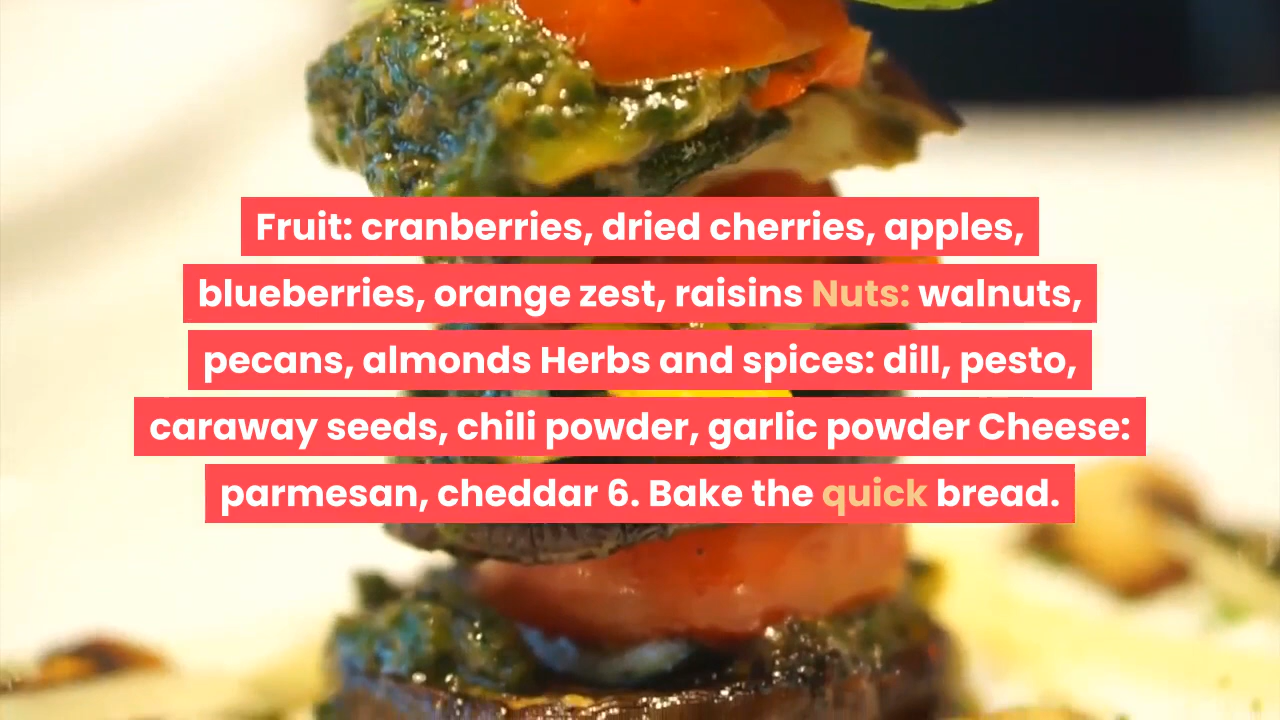 Fruit: cranberries, dried cherries, apples,
blueberries, orange zest, raisins Nuts: walnuts,
pecans, almonds Herbs and spices: dill, pesto,
caraway seeds, chili powder, garlic powder Cheese:
parmesan, cheddar 6. Bake the quick bread.